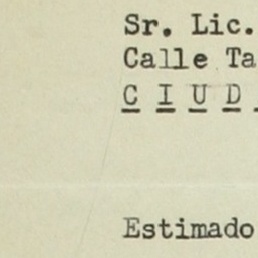 Sr. Lic.
Calle Ta
C I U D
Estimado